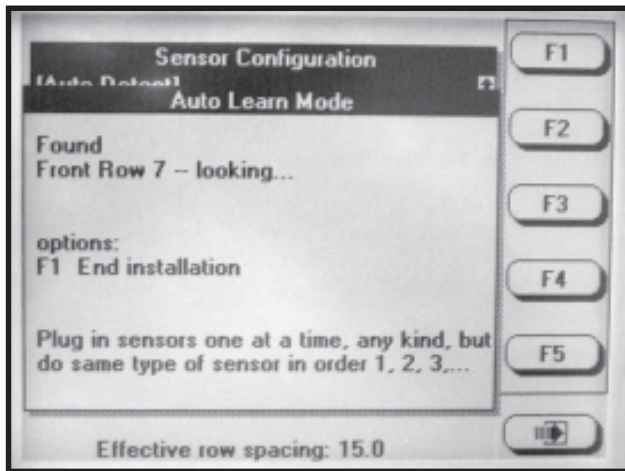 Sensor Configuration
[Auto Detect]
Auto Learn Mode
Found
Front Row 7 -- looking...
options:
F1 End installation
Plug in sensors one at a time, any kind, but
do same type of sensor in order 1, 2, 3,...
Effective row spacing: 15.0
F1
F2
F3
F4
F5